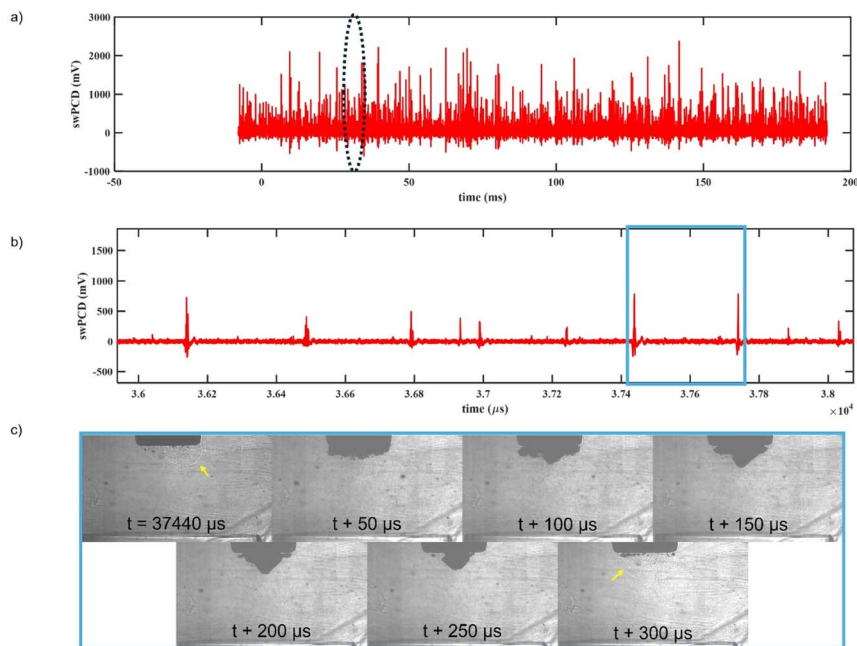 a)
3000
2000
1000
0
-1000
swPCD (mV)
-50
0
50
100
150
200
time (ms)
b)
1500
1000
500
0
-500
swPCD (mV)
3.6
3.62
3.64
3.66
3.68
3.7
3.72
3.74
3.76
3.78
3.8
time (μs)
×10⁴
c)
t = 37440 μs
t + 50 μs
t + 100 μs
t + 150 μs
t + 200 μs
t + 250 μs
t + 300 μs